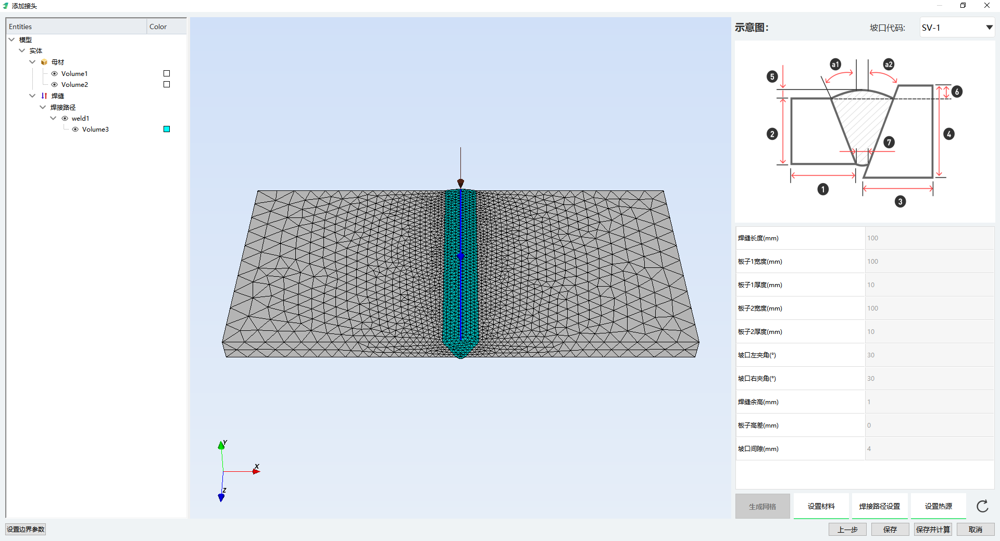 添加接头
Entities
Color
模型
实体
母材
Volume1
Volume2
焊缝
焊接路径
weld1
Volume3
Y
X
Z
示意图：
坡口代码:
SV-1
a1
a2
5
6
2
4
7
1
3
焊缝长度(mm)
100
板子1宽度(mm)
100
板子1厚度(mm)
10
板子2宽度(mm)
100
板子2厚度(mm)
10
坡口左夹角(°)
30
坡口右夹角(°)
30
焊缝余高(mm)
1
板子高差(mm)
0
坡口间隙(mm)
4
生成网格
设置材料
焊接路径设置
设置热源
设置边界参数
上一步
保存
保存并计算
取消